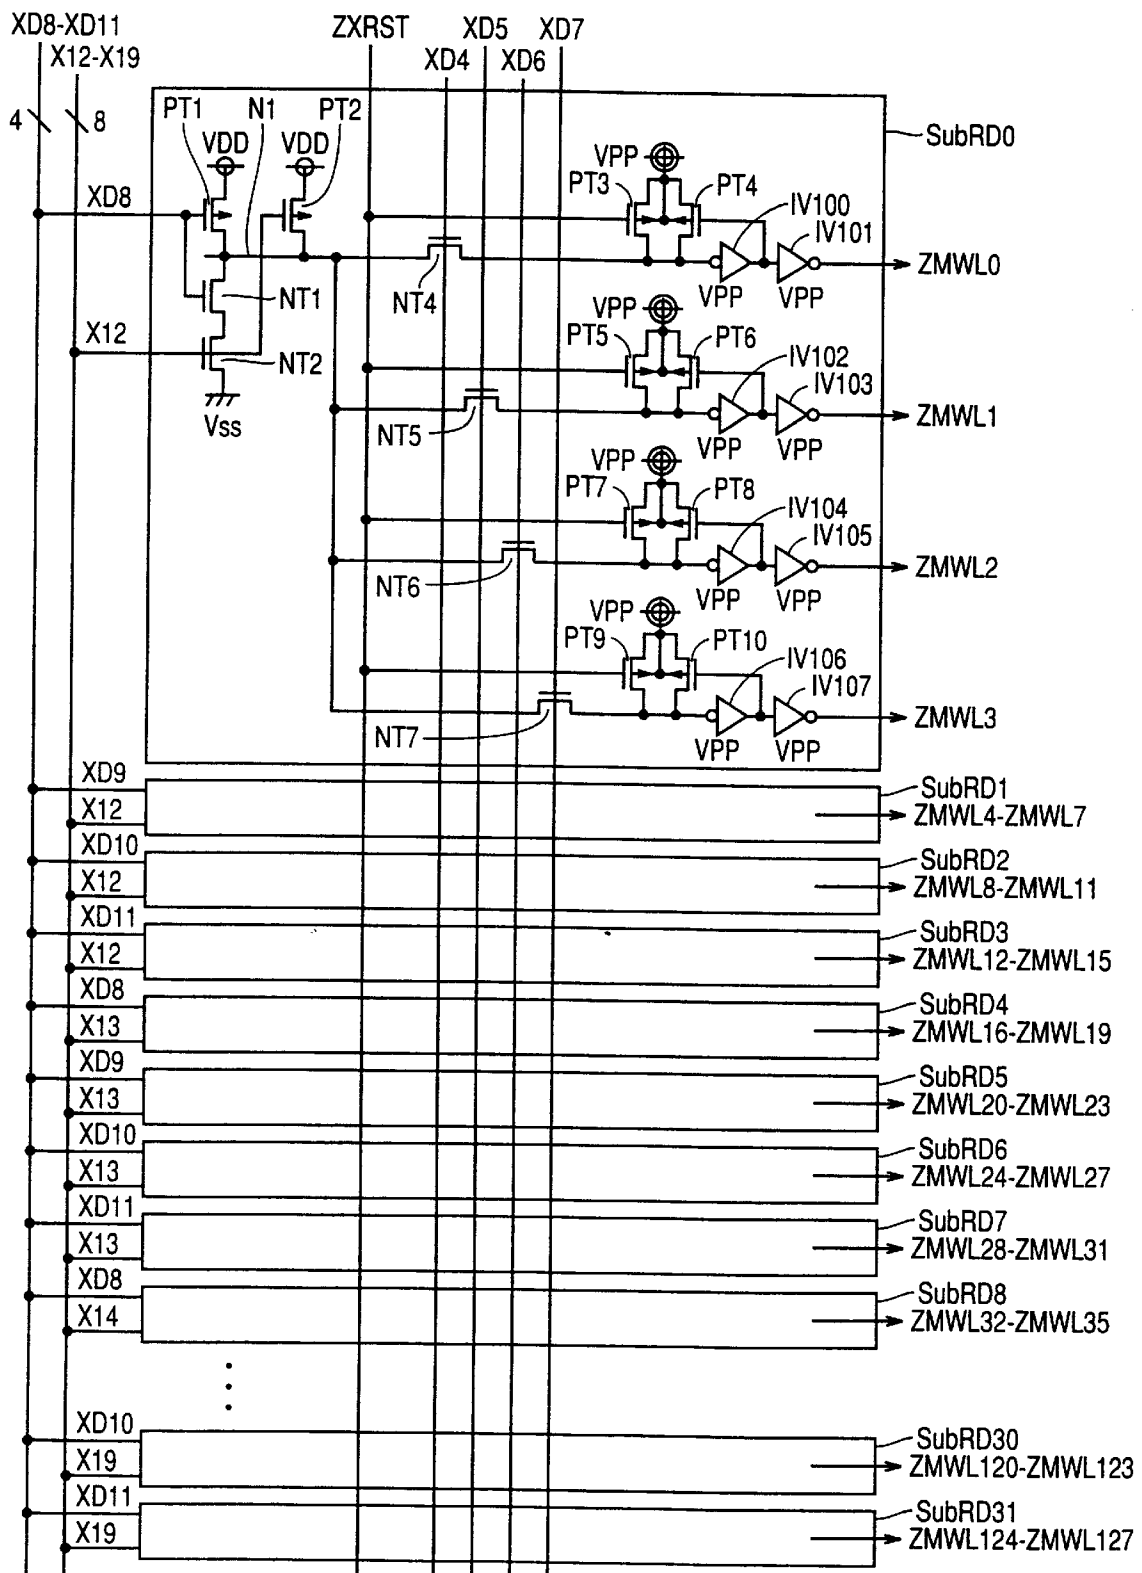 XD8-XD11
X12-X19
ZXRST
XD4
XD5
XD6
XD7
4
8
PT1
N1
PT2
VDD
VDD
SubRD0
XD8
VPP
PT3
PT4
IV100
IV101
NT4
VPP
VPP
ZMWL0
NT1
X12
NT2
Vss
VPP
PT5
PT6
IV102
IV103
NT5
VPP
VPP
ZMWL1
VPP
PT7
PT8
IV104
IV105
NT6
VPP
VPP
ZMWL2
VPP
PT9
PT10
IV106
IV107
NT7
VPP
VPP
ZMWL3
XD9
SubRD1
X12
ZMWL4-ZMWL7
XD10
SubRD2
X12
ZMWL8-ZMWL11
XD11
SubRD3
X12
ZMWL12-ZMWL15
XD8
SubRD4
X13
ZMWL16-ZMWL19
XD9
SubRD5
X13
ZMWL20-ZMWL23
XD10
SubRD6
X13
ZMWL24-ZMWL27
XD11
SubRD7
X13
ZMWL28-ZMWL31
XD8
SubRD8
X14
ZMWL32-ZMWL35
XD10
SubRD30
X19
ZMWL120-ZMWL123
XD11
SubRD31
X19
ZMWL124-ZMWL127